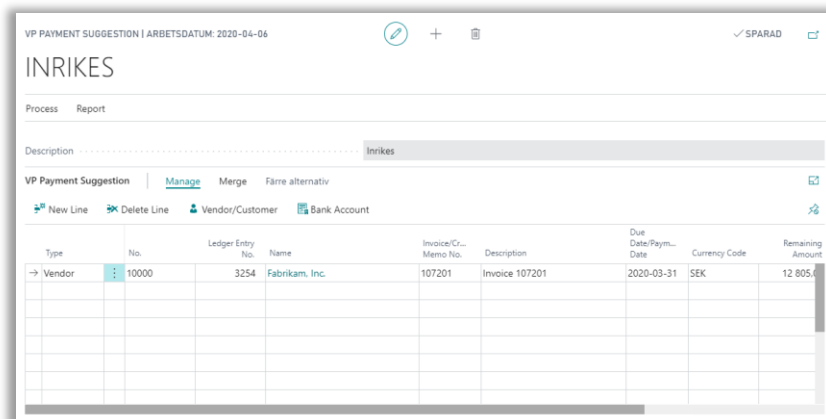 VP PAYMENT SUGGESTION | ARBETSDATUM: 2020-04-06
SPARAD
INRIKES
Process Report
Description Inrikes
VP Payment Suggestion Manage Merge Färre alternativ
New Line Delete Line Vendor/Customer Bank Account
Type No. Ledger Entry No. Name Invoice/Cr... Memo No. Description Due Date/Paym... Date Currency Code Remaining Amount
Vendor 10000 3254 Fabrikam, Inc. 107201 Invoice 107201 2020-03-31 SEK 12 805,